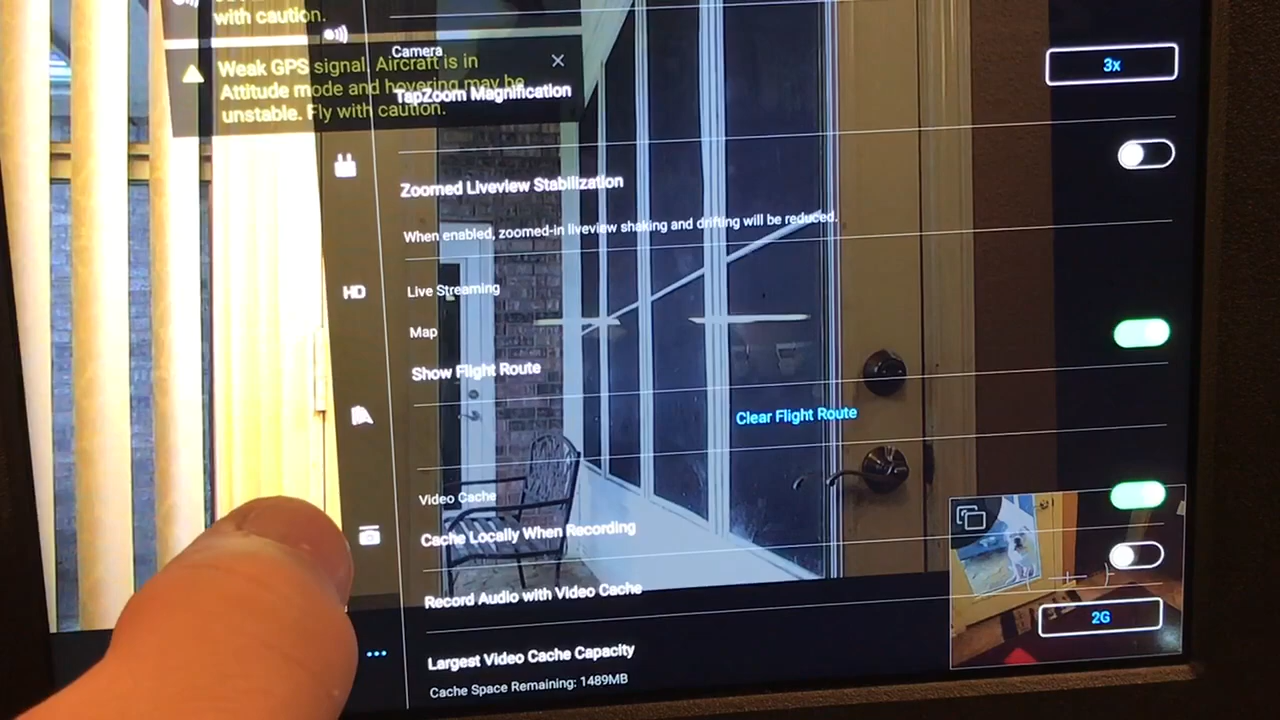 with caution.
Weak GPS signal. Aircraft is in
Attitude mode and hovering may be
unstable. Fly with caution.
Camera
TapZoom Magnification
3x
Zoomed Liveview Stabilization
When enabled, zoomed-in liveview shaking and drifting will be reduced.
HD
Live Streaming
Map
Show Flight Route
Clear Flight Route
Video Cache
Cache Locally When Recording
Record Audio with Video Cache
Largest Video Cache Capacity
2G
Cache Space Remaining: 1489MB